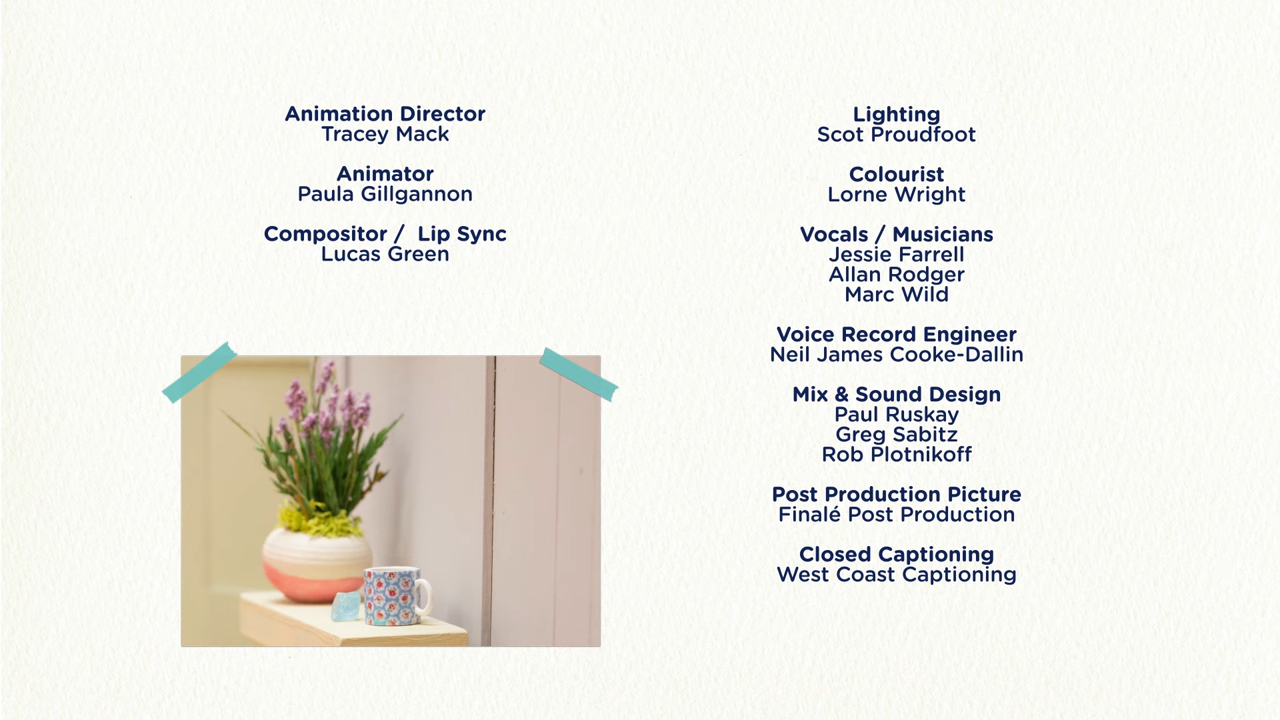 Animation Director
Tracey Mack
Animator
Paula Gillgannon
Compositor /  Lip Sync
Lucas Green
Lighting
Scot Proudfoot
Colourist
Lorne Wright
Vocals / Musicians
Jessie Farrell
Allan Rodger
Marc Wild
Voice Record Engineer
Neil James Cooke-Dallin
Mix & Sound Design
Paul Ruskay
Greg Sabitz
Rob Plotnikoff
Post Production Picture
Finalé Post Production
Closed Captioning
West Coast Captioning